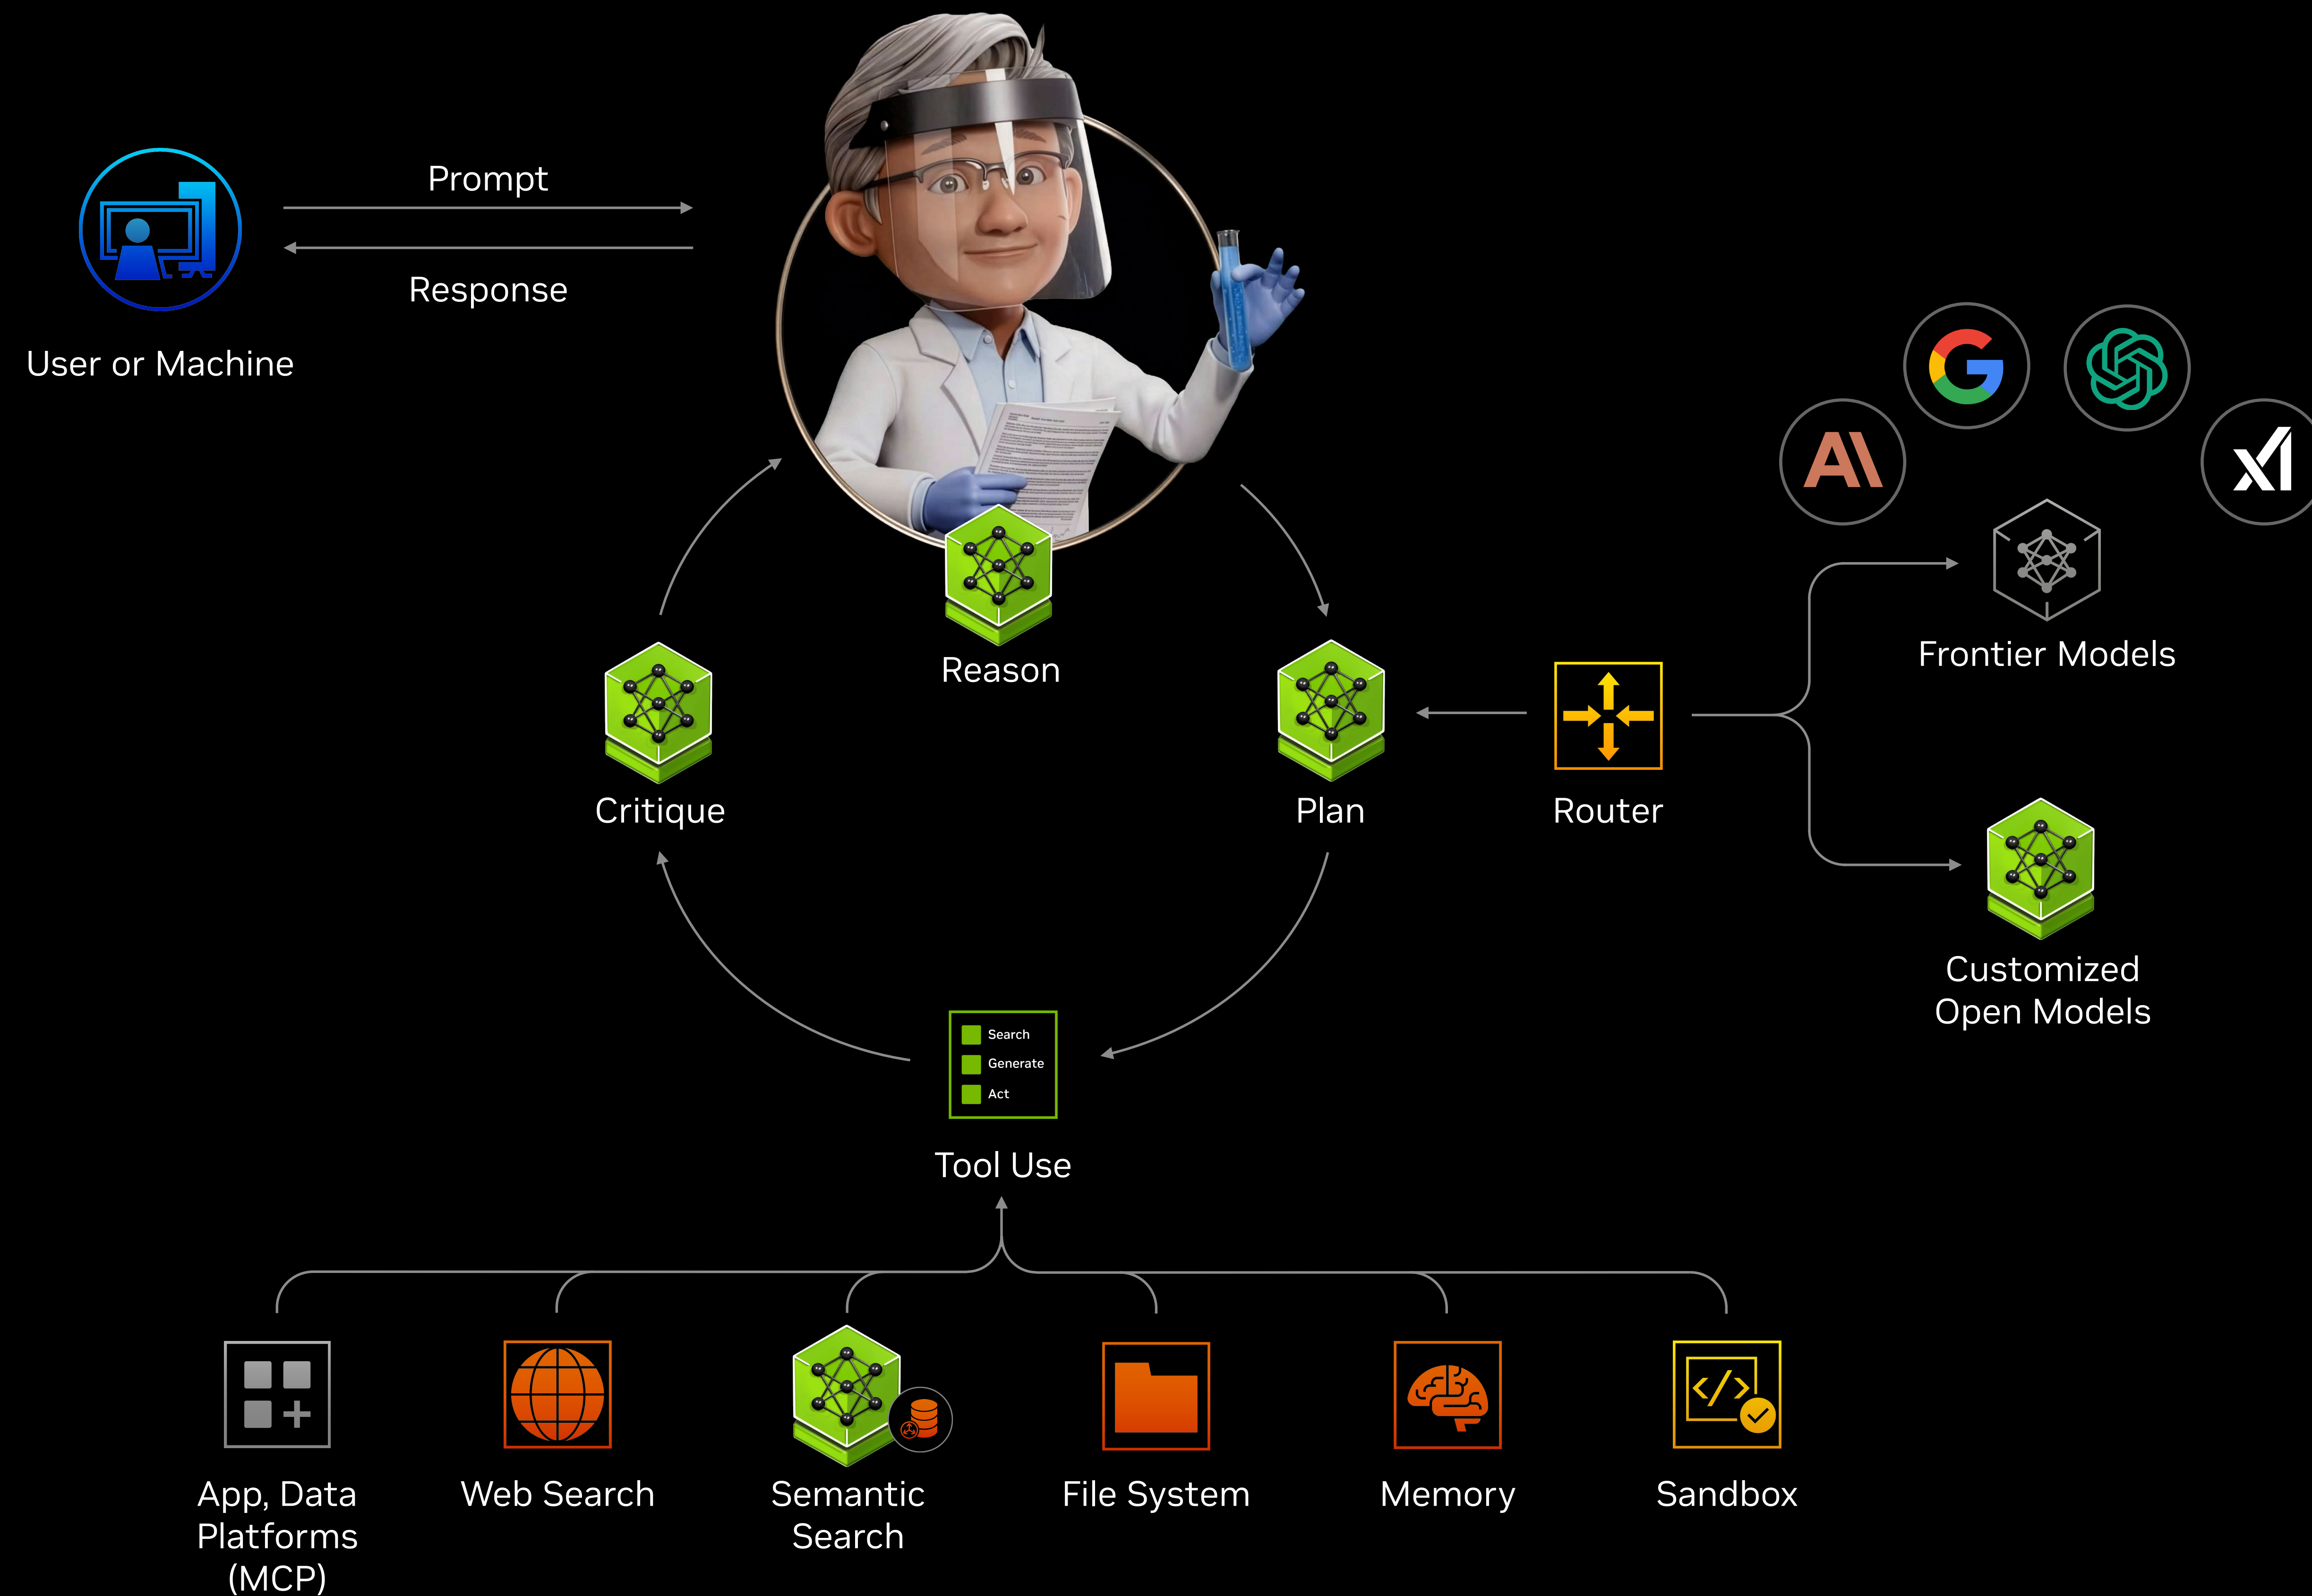 Prompt
Response
User or Machine
Reason
Critique
Plan
Router
Frontier Models
Customized
Open Models
Search
Generate
Act
Tool Use
App, Data
Platforms
(MCP)
Web Search
Semantic
Search
File System
Memory
Sandbox